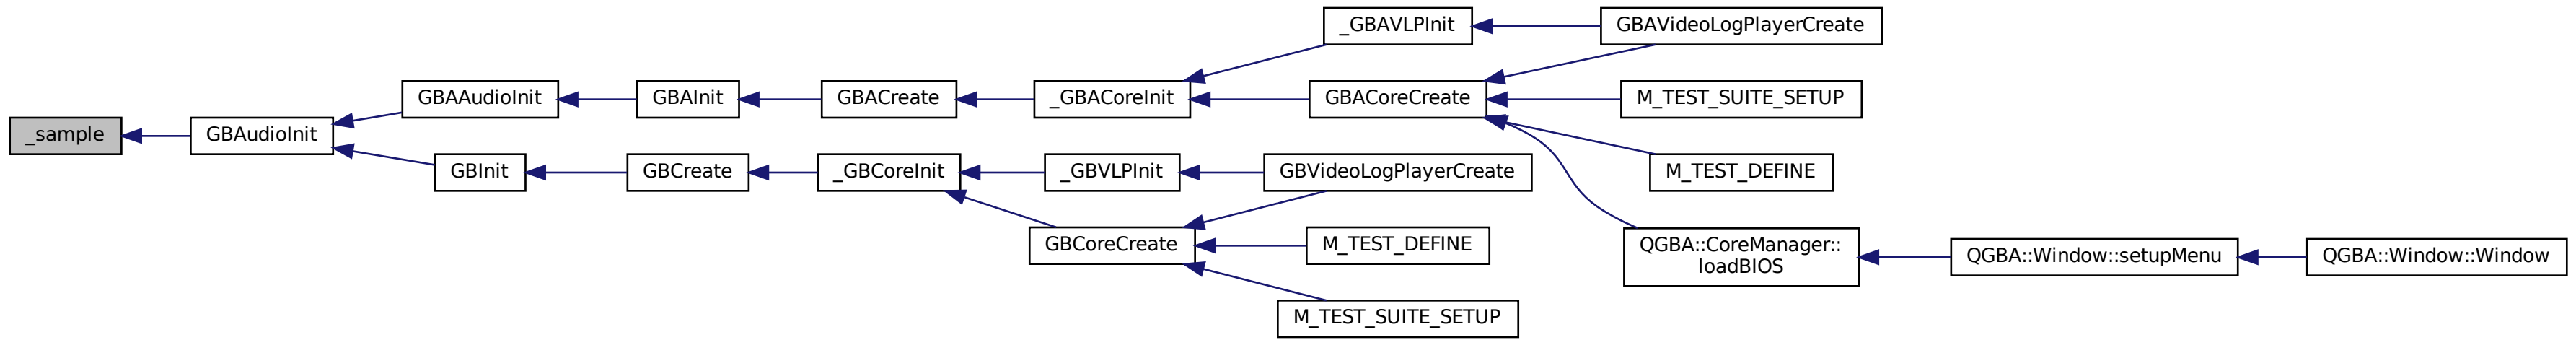 _GBAVLPInit
GBAVideoLogPlayerCreate
GBAAudioInit
GBAInit
GBACreate
_GBACoreInit
GBACoreCreate
M_TEST_SUITE_SETUP
_sample
GBAudioInit
GBInit
GBCreate
_GBCoreInit
_GBVLPInit
GBVideoLogPlayerCreate
M_TEST_DEFINE
GBCoreCreate
M_TEST_DEFINE
QGBA::CoreManager::
loadBIOS
QGBA::Window::setupMenu
QGBA::Window::Window
M_TEST_SUITE_SETUP